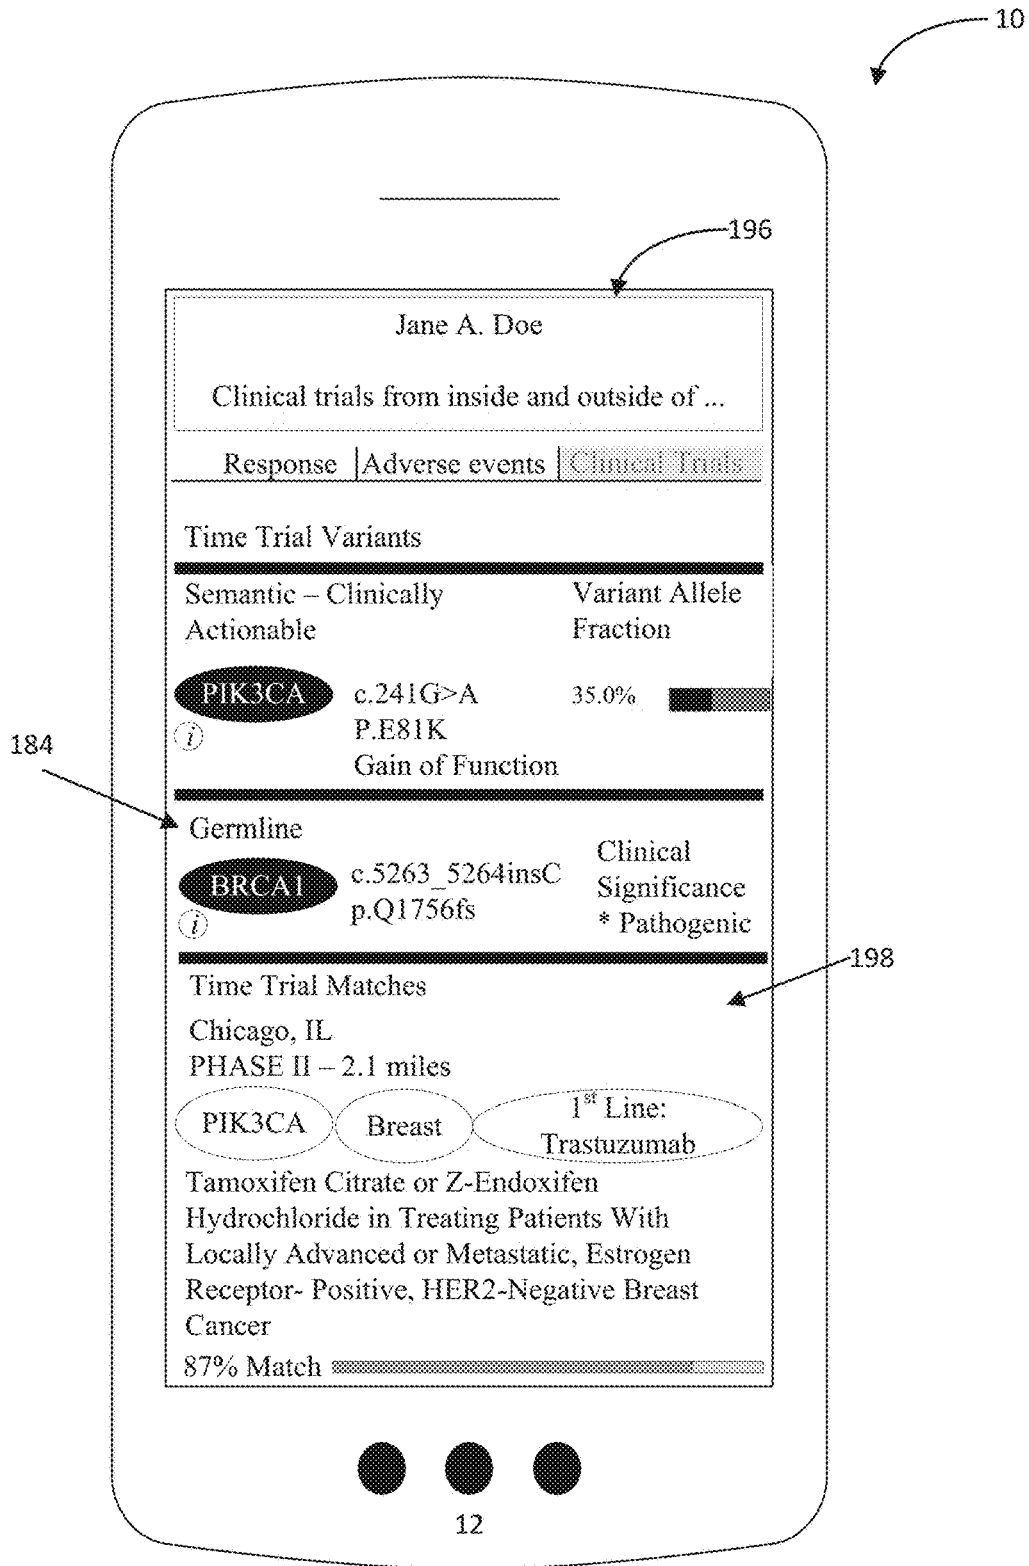 10
196
Jane A. Doe
Clinical trials from inside and outside of ...
Response Adverse events Clinical Trials
Time Trial Variants
Semantic – Clinically
Actionable
Variant Allele
Fraction
PIK3CA
i
c.241G>A
P.E81K
Gain of Function
35.0%
184
Germline
BRCA1
i
c.5263_5264insC
p.Q1756fs
Clinical
Significance
* Pathogenic
198
Time Trial Matches
Chicago, IL
PHASE II – 2.1 miles
PIK3CA
Breast
1st Line:
Trastuzumab
Tamoxifen Citrate or Z-Endoxifen
Hydrochloride in Treating Patients With
Locally Advanced or Metastatic, Estrogen
Receptor- Positive, HER2-Negative Breast
Cancer
87% Match
12